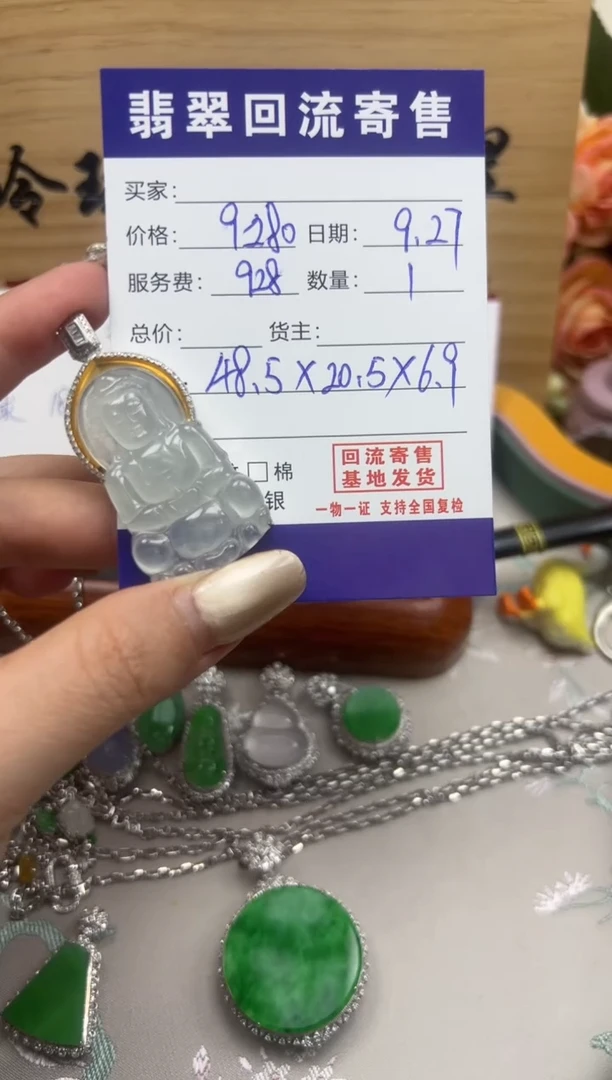 翡翠回流寄售
买家:
价格: 9280 日期: 9.27
服务费: 928 数量: 1
总价: 货主:
48.5×20.5×6.9
□棉
银
回流寄售
基地发货
一物一证 支持全国复检